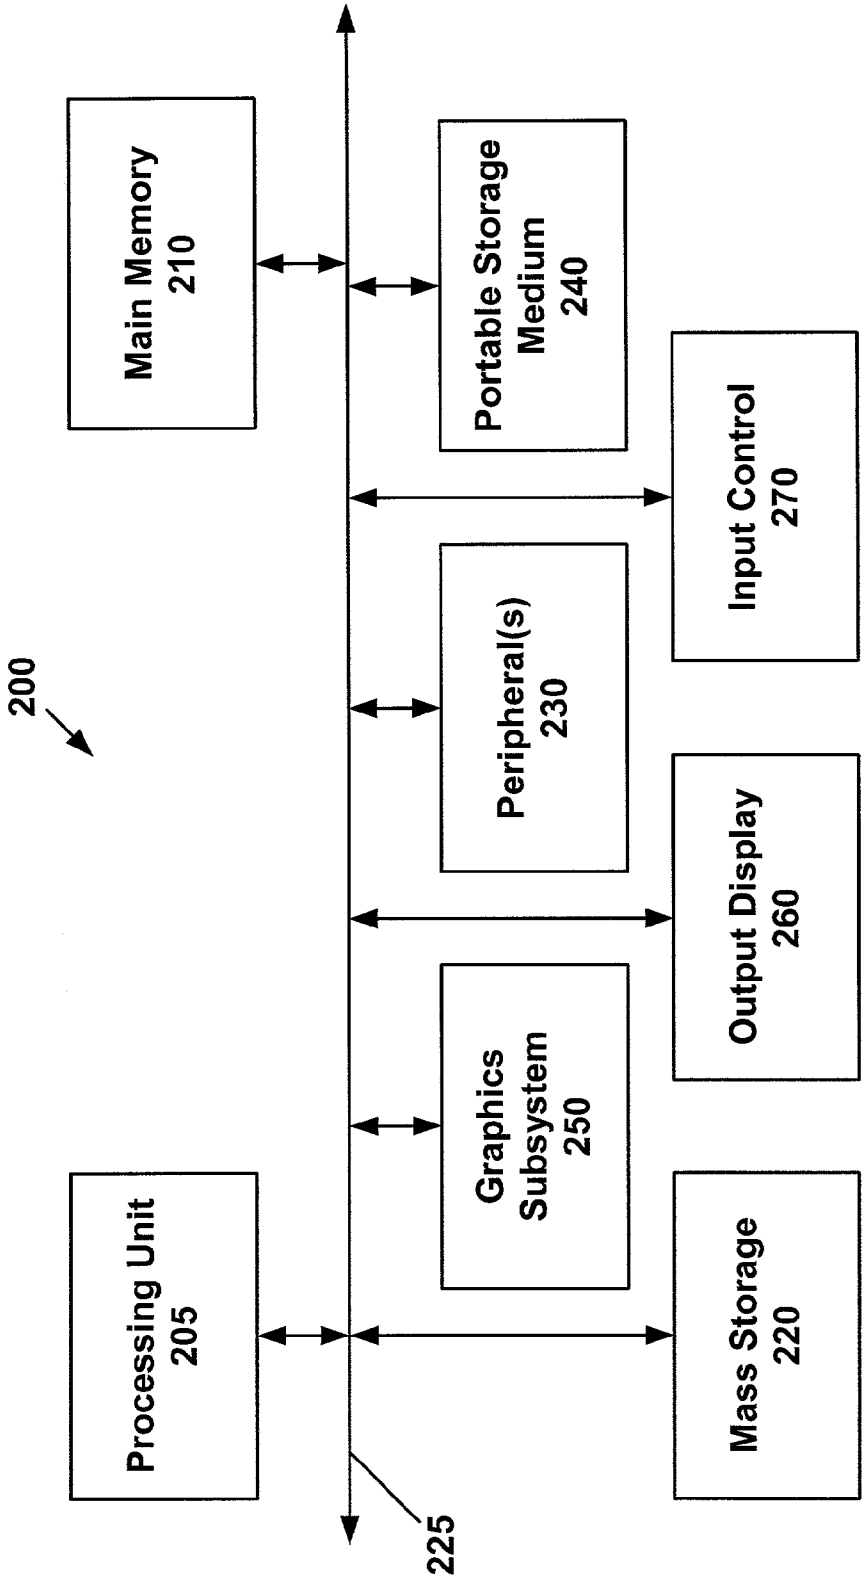 200
Processing Unit
205
Main Memory
210
225
Graphics
Subsystem
250
Peripheral(s)
230
Portable Storage
Medium
240
Mass Storage
220
Output Display
260
Input Control
270